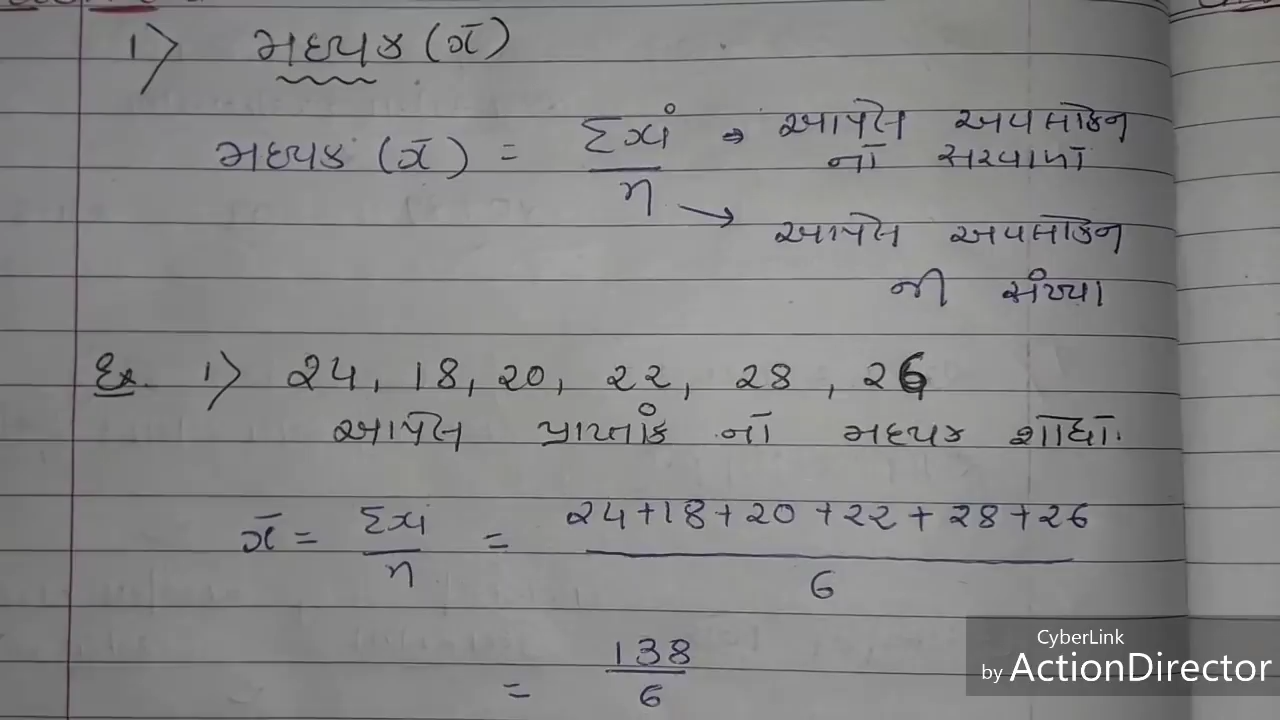 1) મધ્યક (x̄)
મધ્યક (x̄) = Σxi / n → આપેલ અવલોકન
નો સરવાળો
→ આપેલ અવલોકન
ની સંખ્યા
Ex. 1) 24, 18, 20, 22, 28, 26
આપેલ પ્રાપ્તાંક નો મધ્યક શોધો.
x̄ = Σxi / n = 24+18+20+22+28+26 / 6
= 138 / 6
CyberLink
by ActionDirector